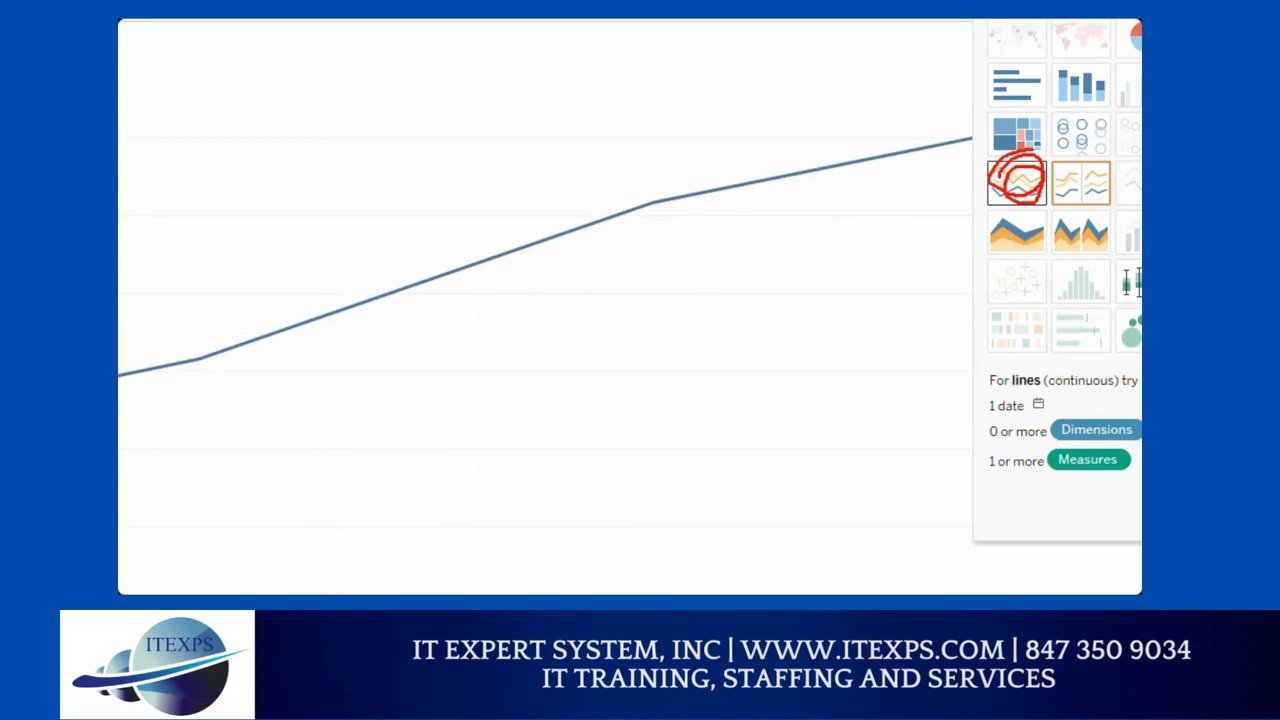 For lines (continuous) try
1 date
0 or more Dimensions
1 or more Measures
ITEXPS
IT EXPERT SYSTEM, INC | WWW.ITEXPS.COM | 847 350 9034
IT TRAINING, STAFFING AND SERVICES